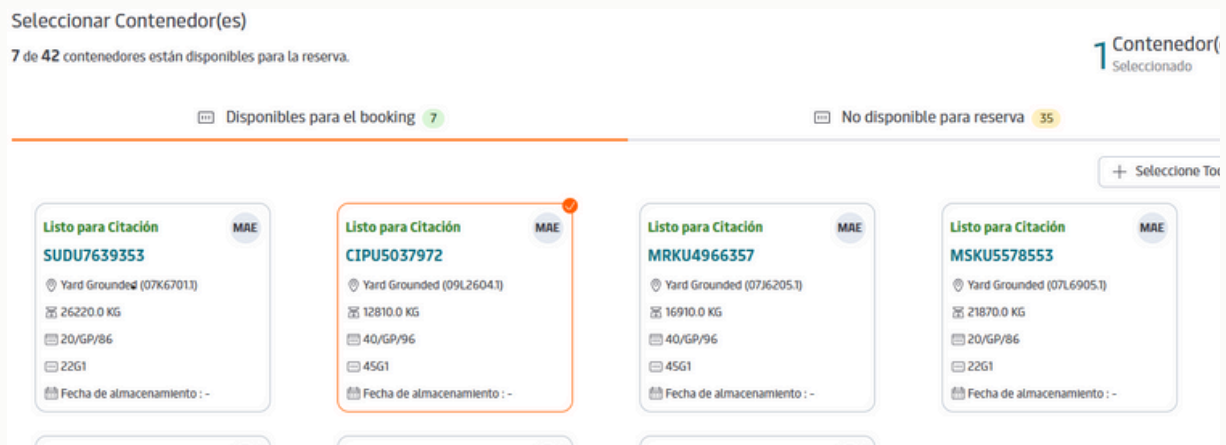 Seleccionar Contenedor(es)
7 de 42 contenedores están disponibles para la reserva.
1 Contenedor(
Seleccionado
Disponibles para el booking 7
No disponible para reserva 35
+ Seleccione To
Listo para Citación MAE
SUDU7639353
Yard Grounded (07K6701.1)
26220.0 KG
20/GP/86
22G1
Fecha de almacenamiento : -
Listo para Citación MAE
CIPU5037972
Yard Grounded (09L2604.1)
12810.0 KG
40/GP/96
45G1
Fecha de almacenamiento : -
Listo para Citación MAE
MRKU4966357
Yard Grounded (07J6205.1)
16910.0 KG
40/GP/96
45G1
Fecha de almacenamiento : -
Listo para Citación MAE
MSKU5578553
Yard Grounded (07L6905.1)
21870.0 KG
20/GP/86
22G1
Fecha de almacenamiento : -